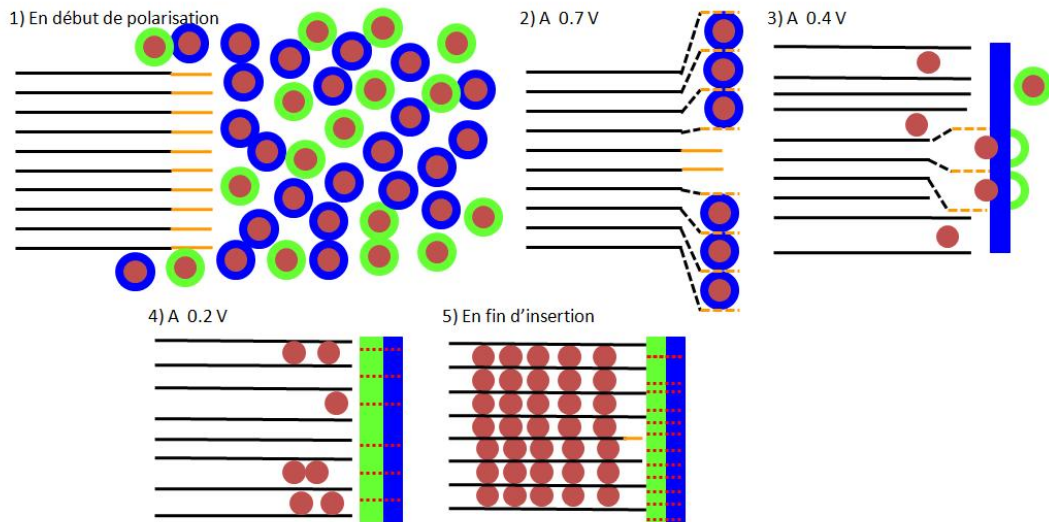 1) En début de polarisation
2) A 0.7 V
3) A 0.4 V
4) A 0.2 V
5) En fin d'insertion